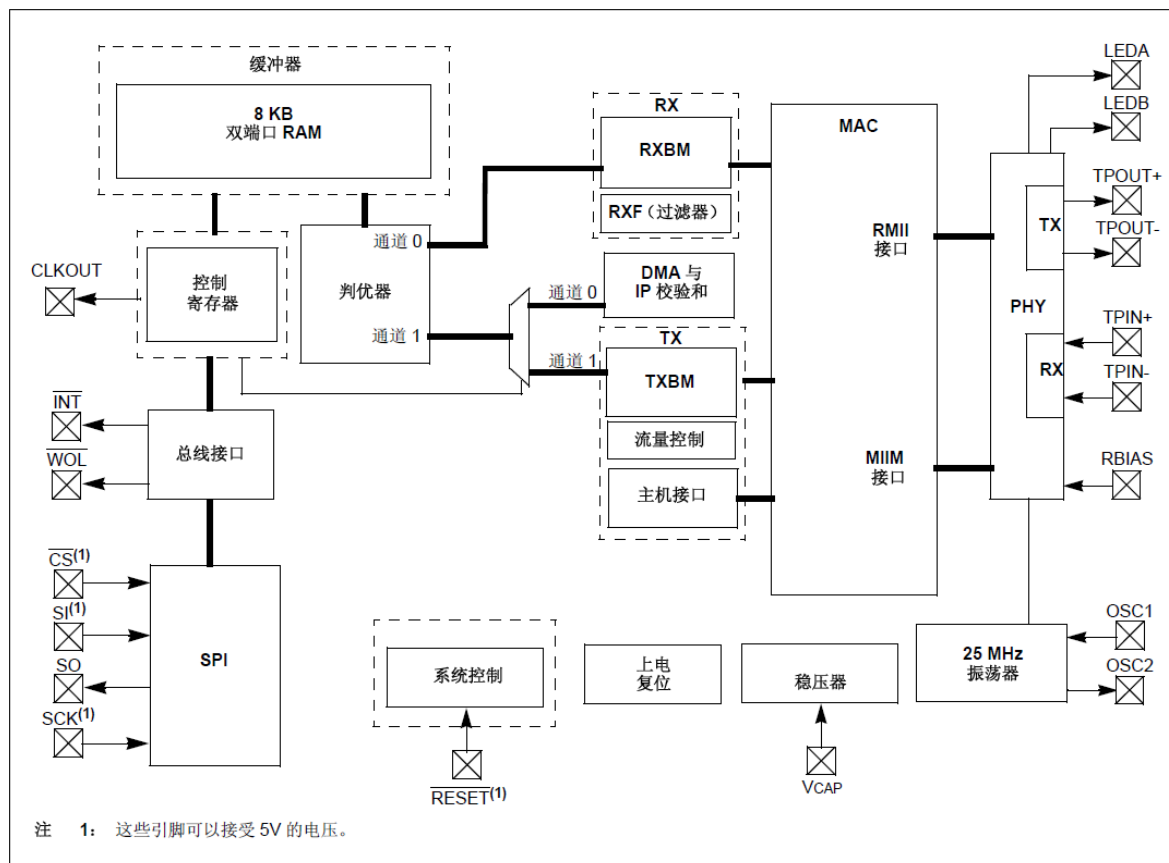 缓冲器
8 KB
双端口 RAM
控制
寄存器
CLKOUT
判优器
通道 0
通道 1
通道 0
通道 1
RX
RXBM
RXF（过滤器）
DMA 与
IP 校验和
TX
TXBM
流量控制
主机接口
MAC
RMII
接口
MIIM
接口
PHY
TX
RX
LEDA
LEDB
TPOUT+
TPOUT-
TPIN+
TPIN-
RBIAS
INT
WOL
总线接口
CS(1)
SI(1)
SO
SCK(1)
SPI
系统控制
RESET(1)
上电
复位
稳压器
VCAP
25 MHz
振荡器
OSC1
OSC2
注 1： 这些引脚可以接受 5V 的电压。